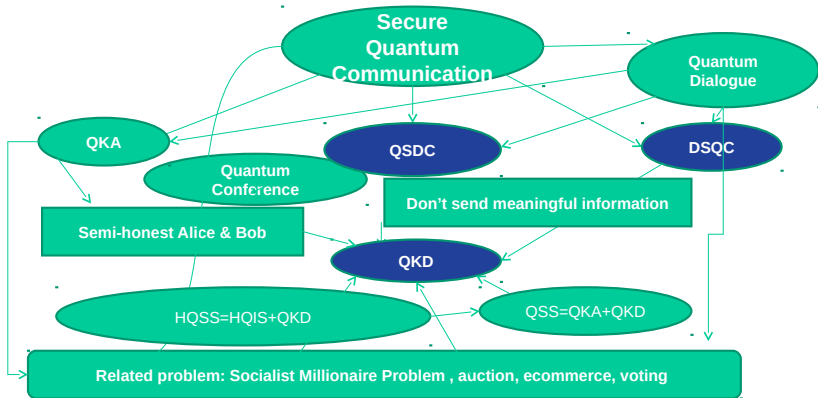 Secure
Quantum
Communication
Quantum
Dialogue
QKA
QSDC
DSQC
Quantum
Conference
Don’t send meaningful information
Semi-honest Alice & Bob
QKD
HQSS=HQIS+QKD
QSS=QKA+QKD
Related problem: Socialist Millionaire Problem , auction, ecommerce, voting